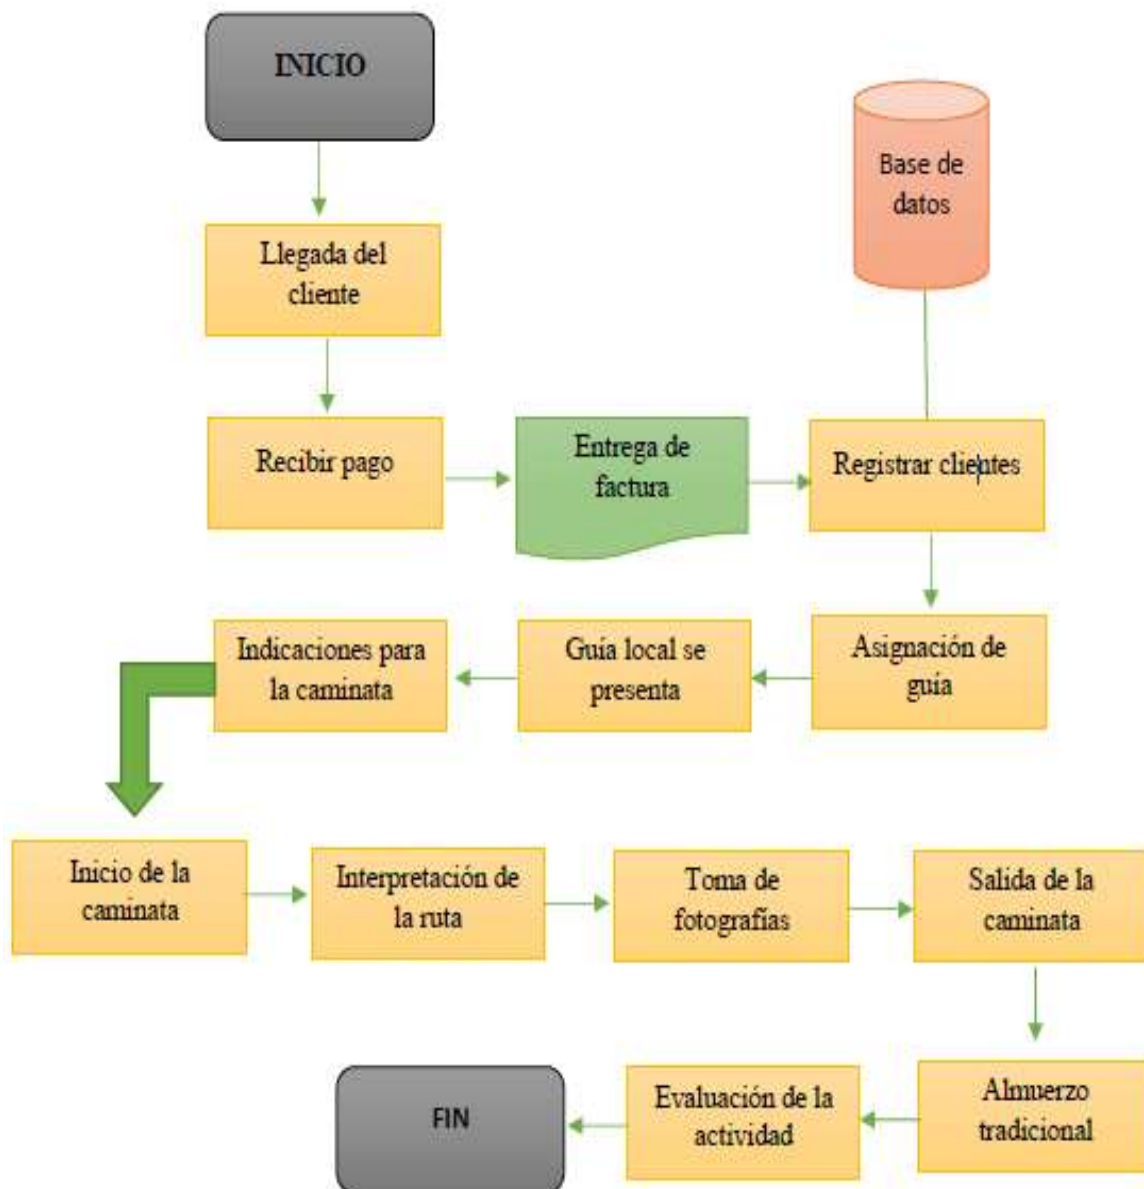 INICIO
Base de
datos
Llegada del
cliente
Recibir pago
Entrega de
factura
Registrar clientes
Asignación de
guía
Guía local se
presenta
Indicaciones para
la caminata
Inicio de la
caminata
Interpretación de
la ruta
Toma de
fotografías
Salida de la
caminata
Almuerzo
tradicional
Evaluación de la
actividad
FIN